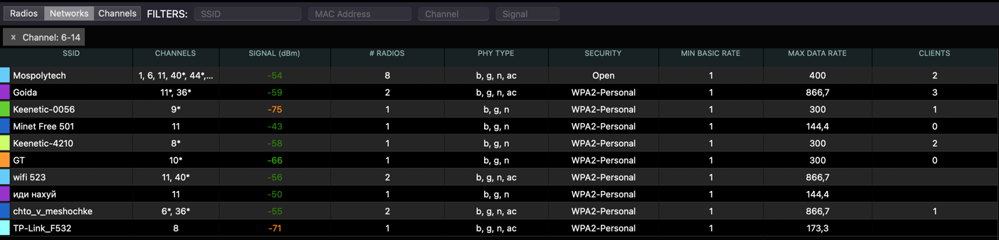 Radios Networks Channels FILTERS: SSID MAC Address Channel Signal
x Channel: 6-14
SSID CHANNELS SIGNAL (dBm) # RADIOS PHY TYPE SECURITY MIN BASIC RATE MAX DATA RATE CLIENTS
Mospolytech 1, 6, 11, 40*, 44*,... -54 8 b, g, n, ac Open 1 400 2
Goida 11*, 36* -59 2 b, g, n, ac WPA2-Personal 1 866,7 3
Keenetic-0056 9* -75 1 b, g, n WPA2-Personal 1 300 1
Minet Free 501 11 -43 1 b, g, n WPA2-Personal 1 144,4 0
Keenetic-4210 8* -58 1 b, g, n WPA2-Personal 1 300 2
GT 10* -66 1 b, g, n WPA2-Personal 1 300 0
wifi 523 11, 40* -56 2 b, g, n, ac WPA2-Personal 1 866,7
иди нахуй 11 -50 1 b, g, n WPA2-Personal 1 144,4
chto_v_meshochke 6*, 36* -55 2 b, g, n, ac WPA2-Personal 1 866,7 1
TP-Link_F532 8 -71 1 b, g, n, ac WPA2-Personal 1 173,3